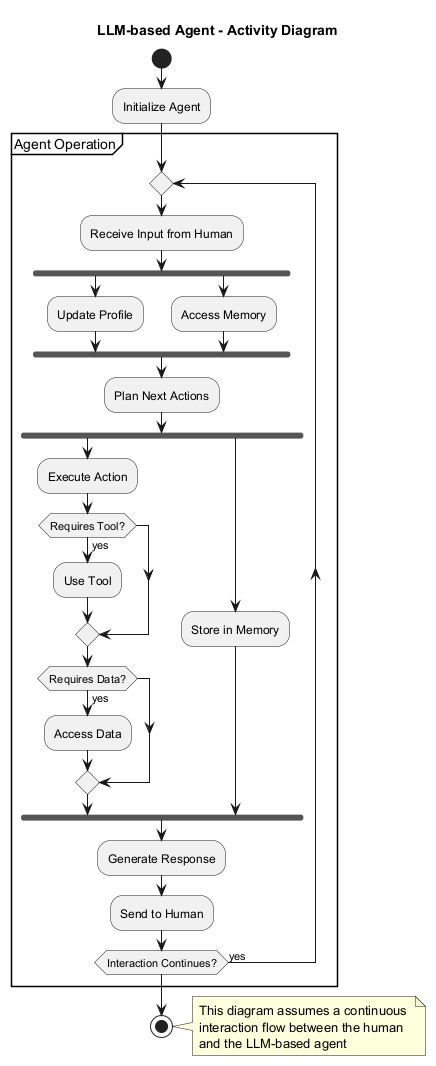 LLM-based Agent - Activity Diagram
Initialize Agent
Agent Operation
Receive Input from Human
Update Profile
Access Memory
Plan Next Actions
Execute Action
Requires Tool?
yes
Use Tool
Store in Memory
Requires Data?
yes
Access Data
Generate Response
Send to Human
Interaction Continues?
yes
This diagram assumes a continuous
interaction flow between the human
and the LLM-based agent